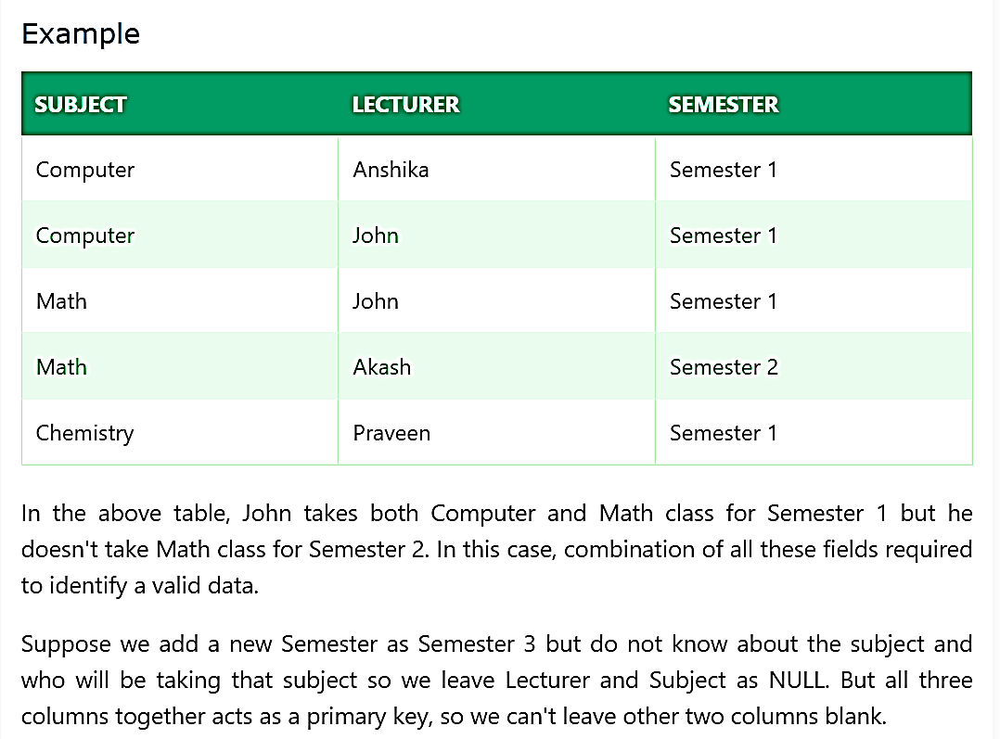 Example
SUBJECT LECTURER SEMESTER
Computer Anshika Semester 1
Computer John Semester 1
Math John Semester 1
Math Akash Semester 2
Chemistry Praveen Semester 1
In the above table, John takes both Computer and Math class for Semester 1 but he
doesn't take Math class for Semester 2. In this case, combination of all these fields required
to identify a valid data.
Suppose we add a new Semester as Semester 3 but do not know about the subject and
who will be taking that subject so we leave Lecturer and Subject as NULL. But all three
columns together acts as a primary key, so we can't leave other two columns blank.